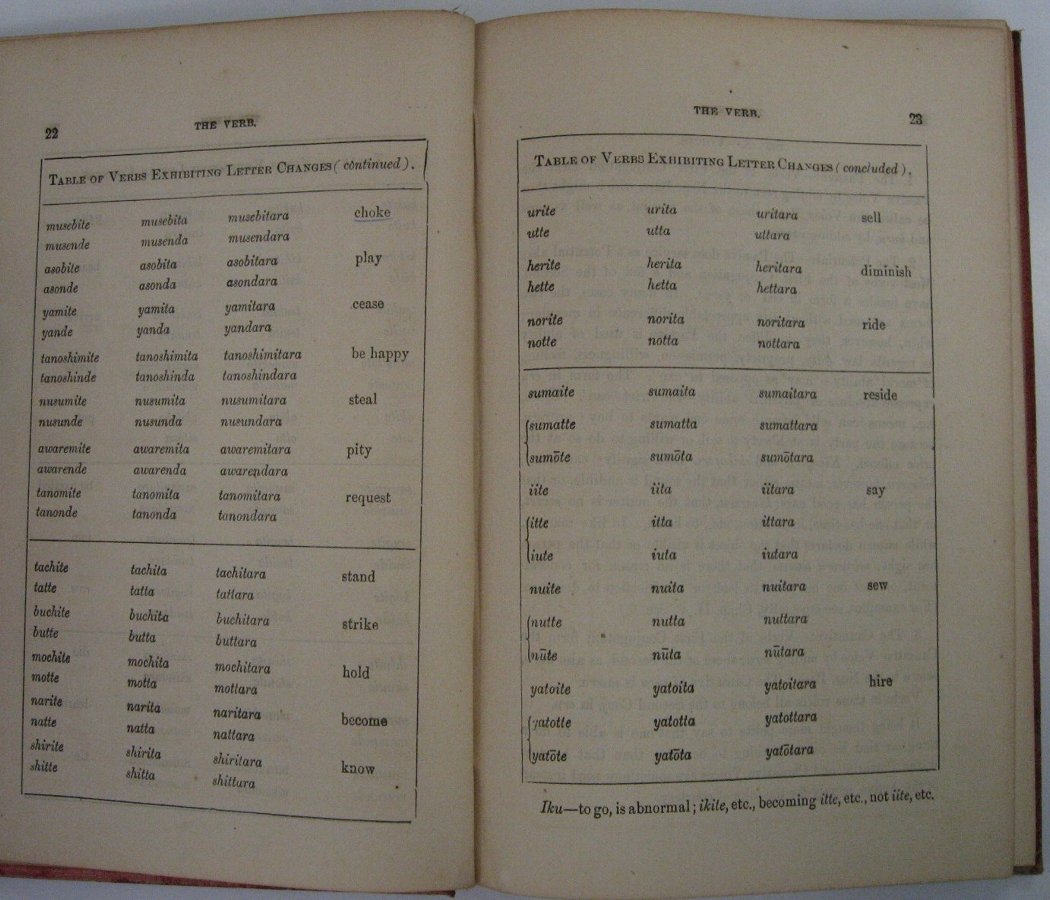 22
THE VERB.
TABLE OF VERBS EXHIBITING LETTER CHANGES (continued).
musebite musebita musebitara choke
musende musenda musendara
asobite asobita asobitara play
asonde asonda asondara
yamite yamita yamitara cease
yande yanda yandara
tanoshimite tanoshimita tanoshimitara be happy
tanoshinde tanoshinda tanoshindara
nusumite nusumita nusumitara steal
nusunde nusunda nusundara
awaremite awaremita awaremitara pity
awarende awarenda awarendara
tanomite tanomita tanomitara request
tanonde tanonda tanondara
tachite tachita tachitara stand
tatte tatta tattara
buchite buchita buchitara strike
butte butta buttara
mochite mochita mochitara hold
motte motta mottara
narite narita naritara become
natte natta nattara
shirite shirita shiritara know
shitte shitta shittara
THE VERB.
23
TABLE OF VERBS EXHIBITING LETTER CHANGES (concluded).
urite urita uritara sell
utte utta uttara
herite herita heritara diminish
hette hetta hettara
norite norita noritara ride
notte notta nottara
sumaite sumaita sumaitara reside
sumatte sumatta sumattara
sumōte sumōta sumōtara
iite iita iitara say
itte itta ittara
iute iuta iutara
nuite nuita nuitara sew
nutte nutta nuttara
nūte nūta nūtara
yatoite yatoita yatoitara hire
yatotte yatotta yatottara
yatōte yatōta yatōtara
Iku—to go, is abnormal; ikite, etc., becoming itte, etc., not iite, etc.